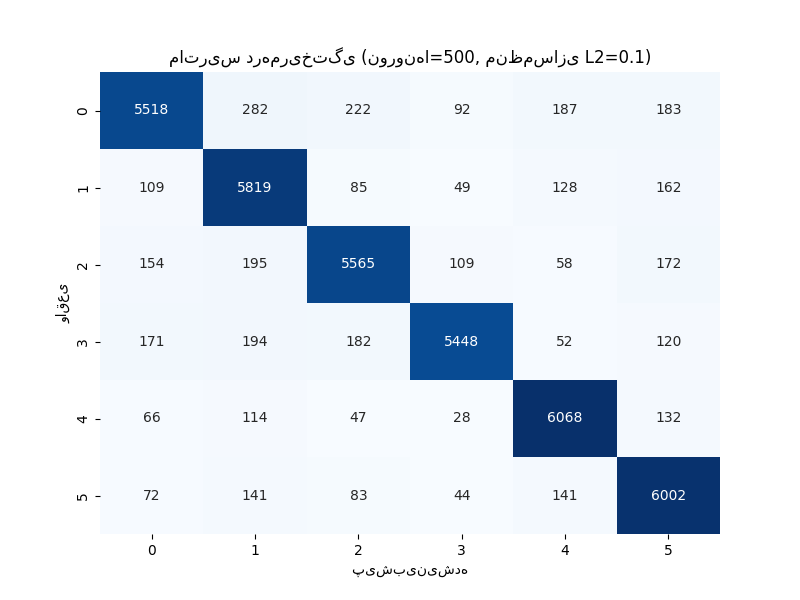 ماتریس درهم‌ریختگی (نورون‌ها=500, منظم‌سازی L2=0.1)
واقعی
0 5518 282 222 92 187 183
1 109 5819 85 49 128 162
2 154 195 5565 109 58 172
3 171 194 182 5448 52 120
4 66 114 47 28 6068 132
5 72 141 83 44 141 6002
0 1 2 3 4 5
پیش‌بینی‌شده